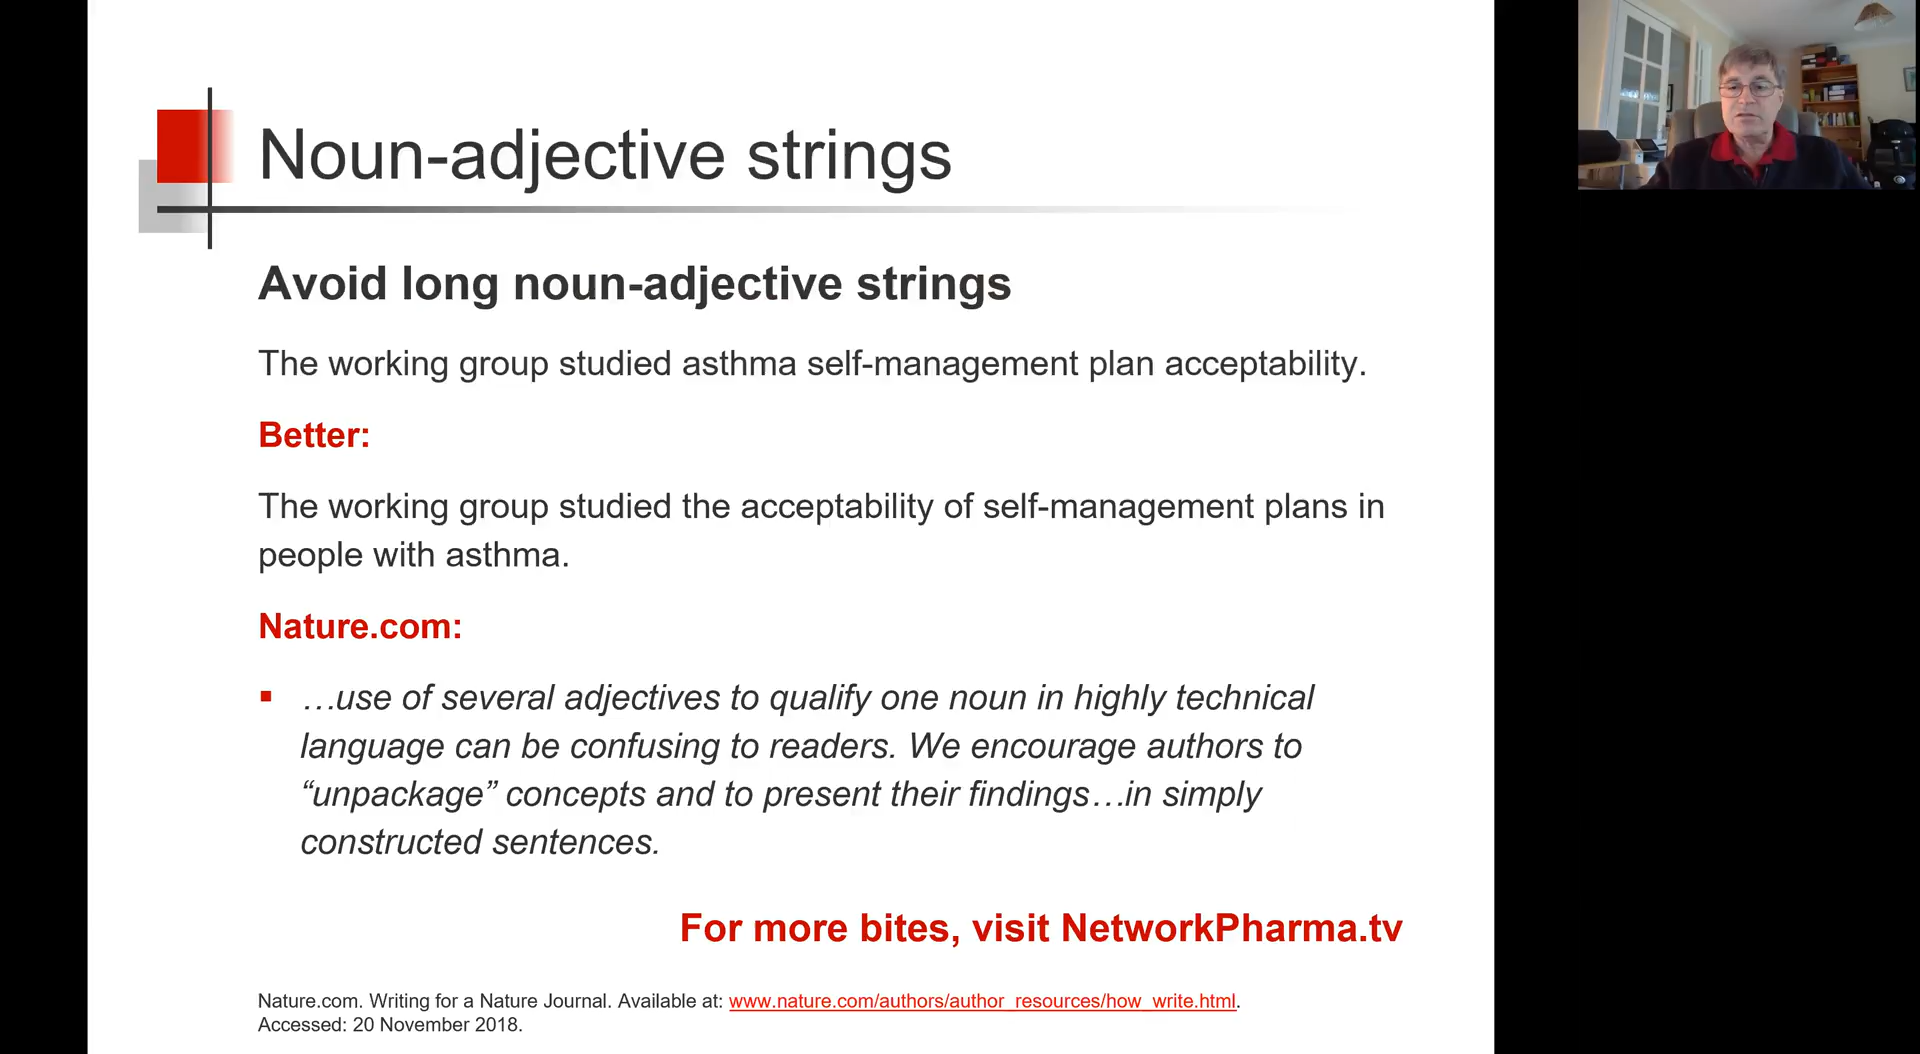 Noun-adjective strings
Avoid long noun-adjective strings
The working group studied asthma self-management plan acceptability.
Better:
The working group studied the acceptability of self-management plans in
people with asthma.
Nature.com:
…use of several adjectives to qualify one noun in highly technical
language can be confusing to readers. We encourage authors to
“unpackage” concepts and to present their findings…in simply
constructed sentences.
For more bites, visit NetworkPharma.tv
Nature.com. Writing for a Nature Journal. Available at: www.nature.com/authors/author_resources/how_write.html.
Accessed: 20 November 2018.